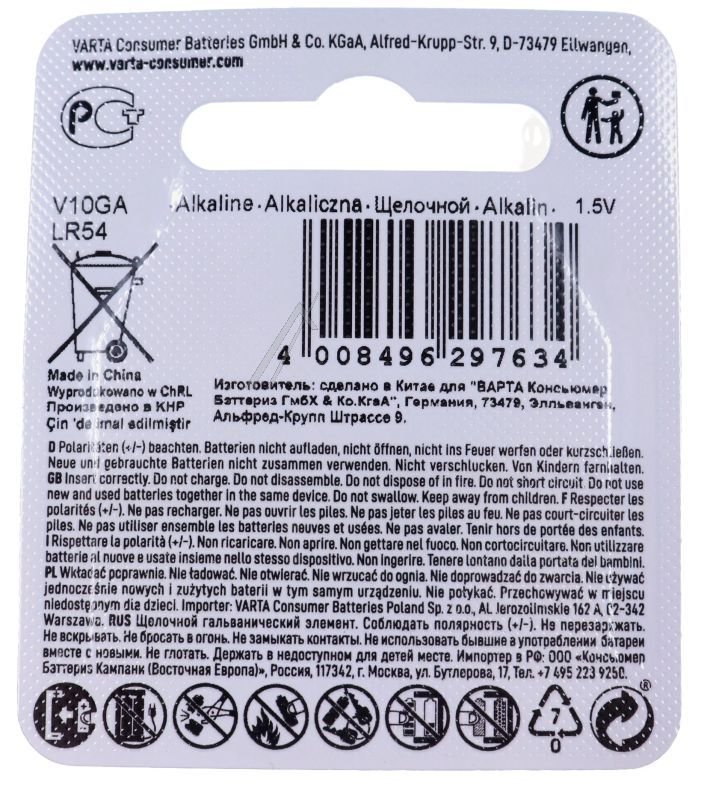 VARTA Consumer Batteries GmbH & Co. KGaA, Alfred-Krupp-Str. 9, D-73479 Ellwangen,
www.varta-consumer.com
V10GA
LR54
Alkaline · Alkaliczna · Щелочной · Alkalin · 1.5V
4 008496 297634
Made in China
Wyprodukowano w ChRL
Произведено в КНР
Çin 'de imal edilmiştir
Изготовитель: сделано в Китае для "ВАРТА Консьюмер
Бэттериз ГмбХ & Ko.KгaA", Германия, 73479, Элльванген,
Альфред-Крупп Штрассе 9.
D Polaritäten (+/-) beachten. Batterien nicht aufladen, nicht öffnen, nicht ins Feuer werfen oder kurzschließen.
Neue und gebrauchte Batterien nicht zusammen verwenden. Nicht verschlucken. Von Kindern fernhalten.
GB Insert correctly. Do not charge. Do not disassemble. Do not dispose of in fire. Do not short circuit. Do not use
new and used batteries together in the same device. Do not swallow. Keep away from children. F Respecter les
polarités (+/-). Ne pas recharger. Ne pas ouvrir les piles. Ne pas jeter les piles au feu. Ne pas court-circuiter les
piles. Ne pas utiliser ensemble les batteries neuves et usées. Ne pas avaler. Tenir hors de portée des enfants.
I Rispettare la polarità (+/-). Non ricaricare. Non aprire. Non gettare nel fuoco. Non cortocircuitare. Non utilizzare
batterie al nuove e usate insieme nello stesso dispositivo. Non ingerire. Tenere lontano dalla portata dei bambini.
PL Wkładać poprawnie. Nie ładować. Nie otwierać. Nie wrzucać do ognia. Nie doprowadzać do zwarcia. Nie używać
jednocześnie nowych i zużytych baterii w tym samym urządzeniu. Nie połykać. Przechowywać w miejscu
niedostępnym dla dzieci. Importer: VARTA Consumer Batteries Poland Sp. z o.o., Al. Jerozolimskie 162 A, 02-342
Warszawa. RUS Щелочной гальванический элемент. Соблюдать полярность (+/-). Не перезаряжать.
Не вскрывать. Не бросать в огонь. Не замыкать контакты. Не использовать бывшие в употреблении батареи
вместе с новыми. Не глотать. Держать в недоступном для детей месте. Импортер в РФ: ООО «Консьюмер
Бэттериз Кампани (Восточная Европа)», Россия, 117342, г. Москва, ул. Бутлерова, 17, Тел. +7 495 223 9250.
7
0
®